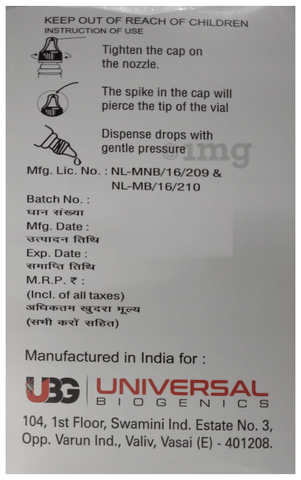 KEEP OUT OF REACH OF CHILDREN
INSTRUCTION OF USE
Tighten the cap on
the nozzle.
The spike in the cap will
pierce the tip of the vial
Dispense drops with
gentle pressure
1mg
Mfg. Lic. No. : NL-MNB/16/209 &
NL-MB/16/210
Batch No. :
घान संख्या
Mfg. Date :
उत्पादन तिथि
Exp. Date :
समाप्ति तिथि
M.R.P. ₹ :
(Incl. of all taxes)
अधिकतम खुदरा मूल्य
(सभी करों सहित)
Manufactured in India for :
UBG UNIVERSAL
BIOGENICS
104, 1st Floor, Swamini Ind. Estate No. 3,
Opp. Varun Ind., Valiv, Vasai (E) - 401208.